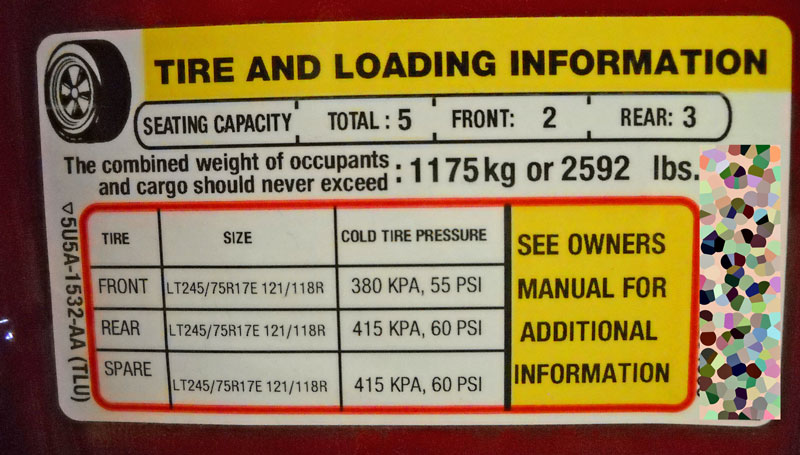 TIRE AND LOADING INFORMATION
SEATING CAPACITY TOTAL : 5 FRONT: 2 REAR: 3
The combined weight of occupants
and cargo should never exceed : 1175 kg or 2592 lbs.
TIRE SIZE COLD TIRE PRESSURE
FRONT LT245/75R17E 121/118R 380 KPA, 55 PSI
REAR LT245/75R17E 121/118R 415 KPA, 60 PSI
SPARE LT245/75R17E 121/118R 415 KPA, 60 PSI
SEE OWNERS
MANUAL FOR
ADDITIONAL
INFORMATION
5U5A-1532-AA (TLU)